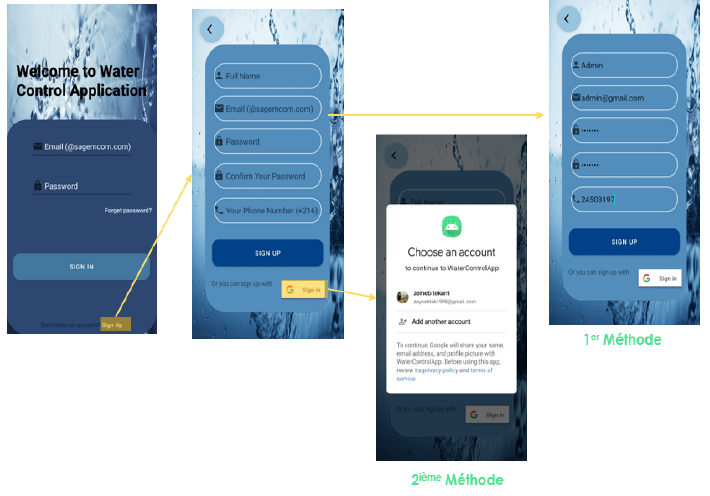 Welcome to Water
Control Application
Email (@sagemcom.com)
Password
Forget password?
SIGN IN
Don't have an account? Sign Up
Full Name
Email (@sagemcom.com)
Password
Confirm Your Password
Your Phone Number (+216)
SIGN UP
Or you can sign up with
Sign in
Full Name
Choose an account
to continue to WaterControlApp
Add another account
To continue, Google will share your name,
email address, and profile picture with
WaterControlApp. Before using this app,
review its privacy policy and terms of
service
Or you can sign up with
Sign in
2ième Méthode
Admin
admin@gmail.com
•••••••
•••••••
24503197
SIGN UP
Or you can sign up with
Sign in
1er Méthode